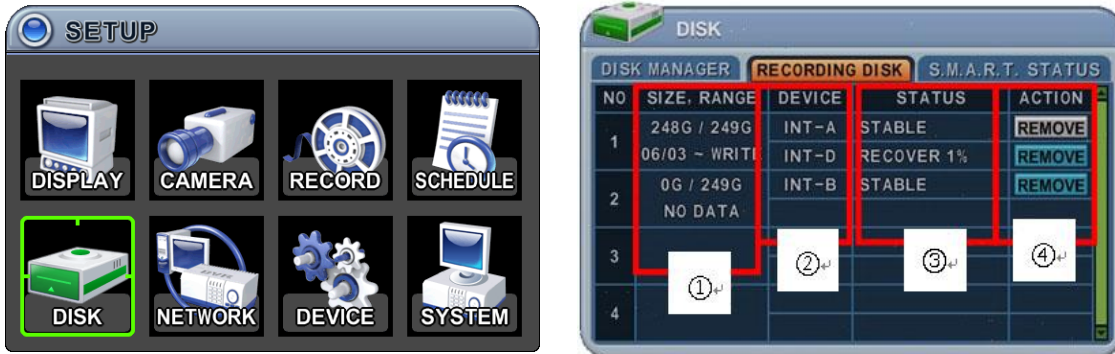 SETUP
DISPLAY CAMERA RECORD SCHEDULE
DISK NETWORK DEVICE SYSTEM
DISK
DISK MANAGER RECORDING DISK S.M.A.R.T. STATUS
NO SIZE, RANGE DEVICE STATUS ACTION
1 248G / 249G INT-A STABLE REMOVE
06/03 ~ WRITE INT-D RECOVER 1% REMOVE
2 0G / 249G INT-B STABLE REMOVE
NO DATA
3
① ② ③ ④
4